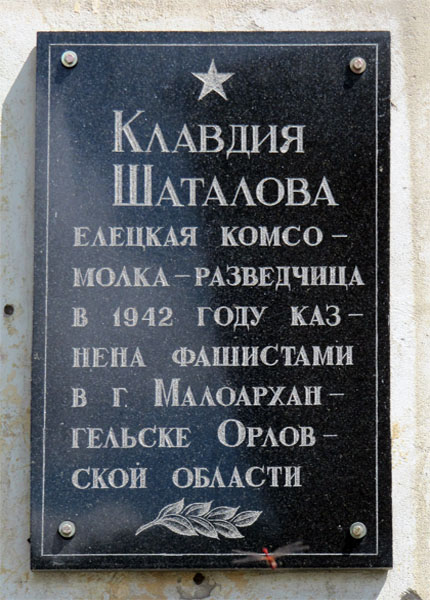 Клавдия
Шаталова
елецкая комсо-
молка-разведчица
в 1942 году каз-
нена фашистами
в г. Малоархан-
гельске Орлов-
ской области